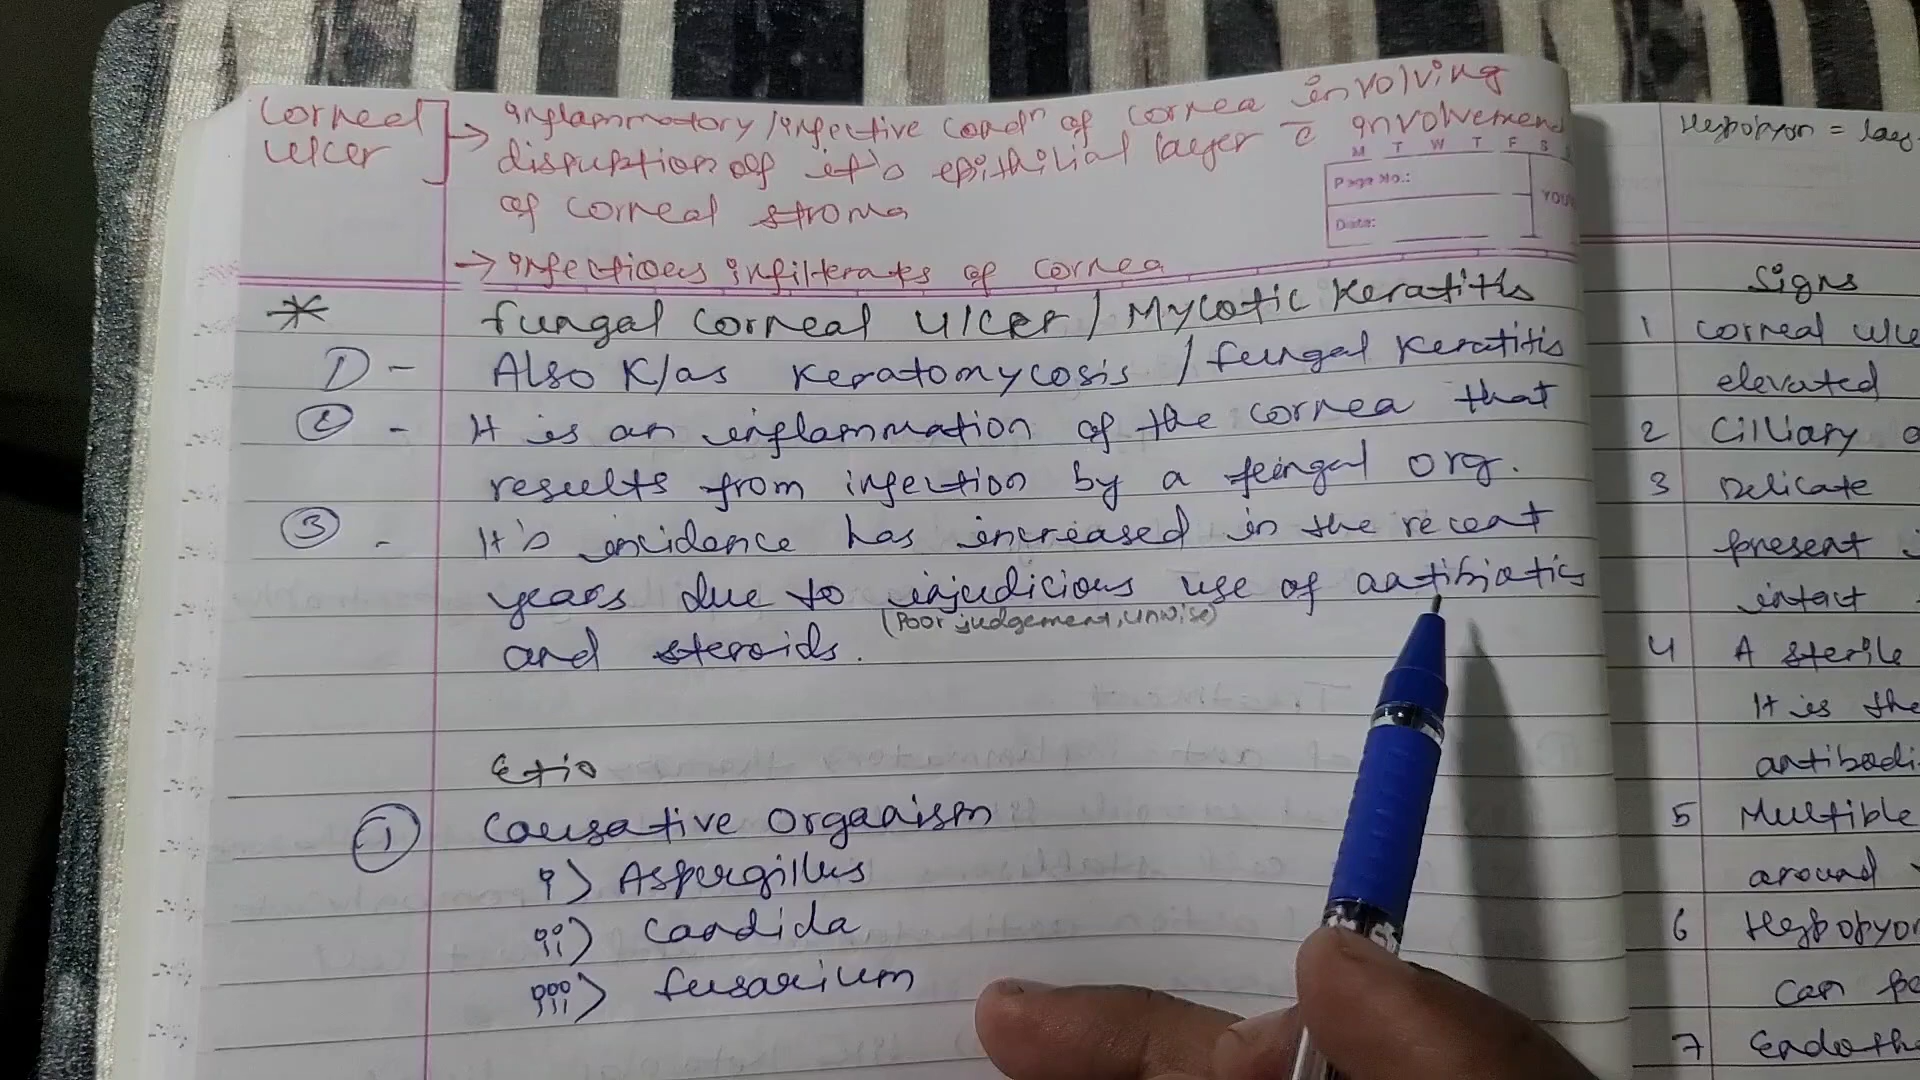 Corneal
Ulcer
→ inflammatory/infective condn of cornea involving
disruption of it's epithilial layer c̄ involvement
of corneal stroma
→ infectious infilterates of cornea
M T W T F S
Page No.:
Date:
YOU
* Fungal Corneal Ulcer / Mycotic Keratitis
1) - Also K/as Keratomycosis / fungal Keratitis
② - It is an inflammation of the cornea that
results from infection by a fungal org.
③ - It's incidence has increased in the recent
years due to injudicious use of antibiotics
(Poor judgement, unwise)
and steroids.
Etio
① Causative Organism
i) Aspergillus
ii) Candida
iii) fusarium
Hypopyon = lay
Signs
1 Corneal ulce
elevated
2 Cilliary
3 Delicate
present
intact
4 A sterile
It is the
antibodi
5 Multible
around
6 Hypopyon
can be
7 Endothe